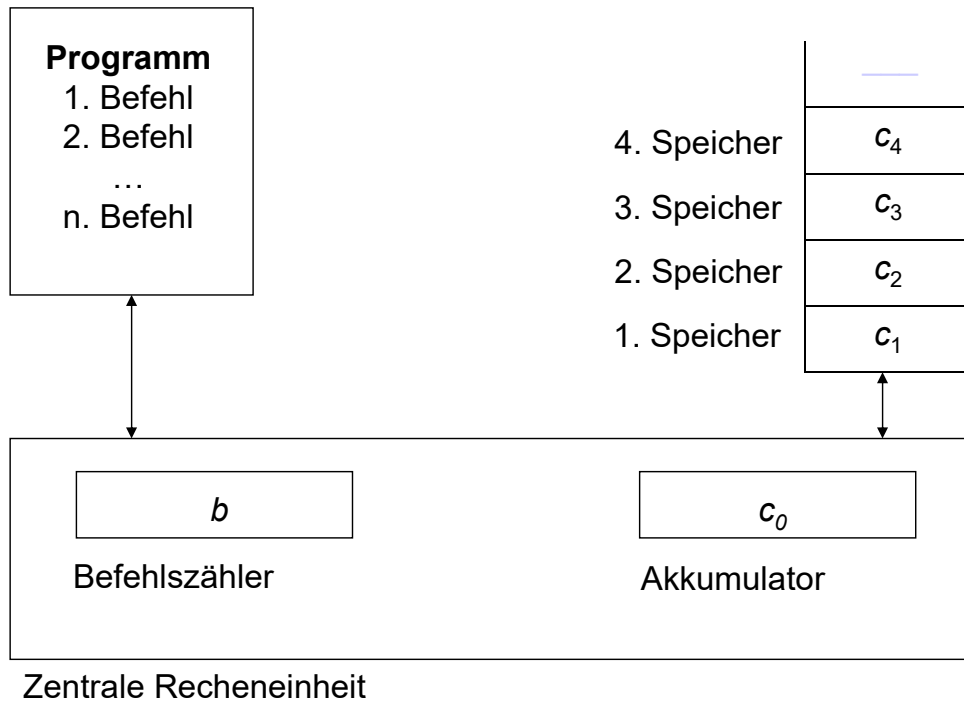 Programm
1. Befehl
2. Befehl
…
n. Befehl
4. Speicher c₄
3. Speicher c₃
2. Speicher c₂
1. Speicher c₁
b
c₀
Befehlszähler
Akkumulator
Zentrale Recheneinheit